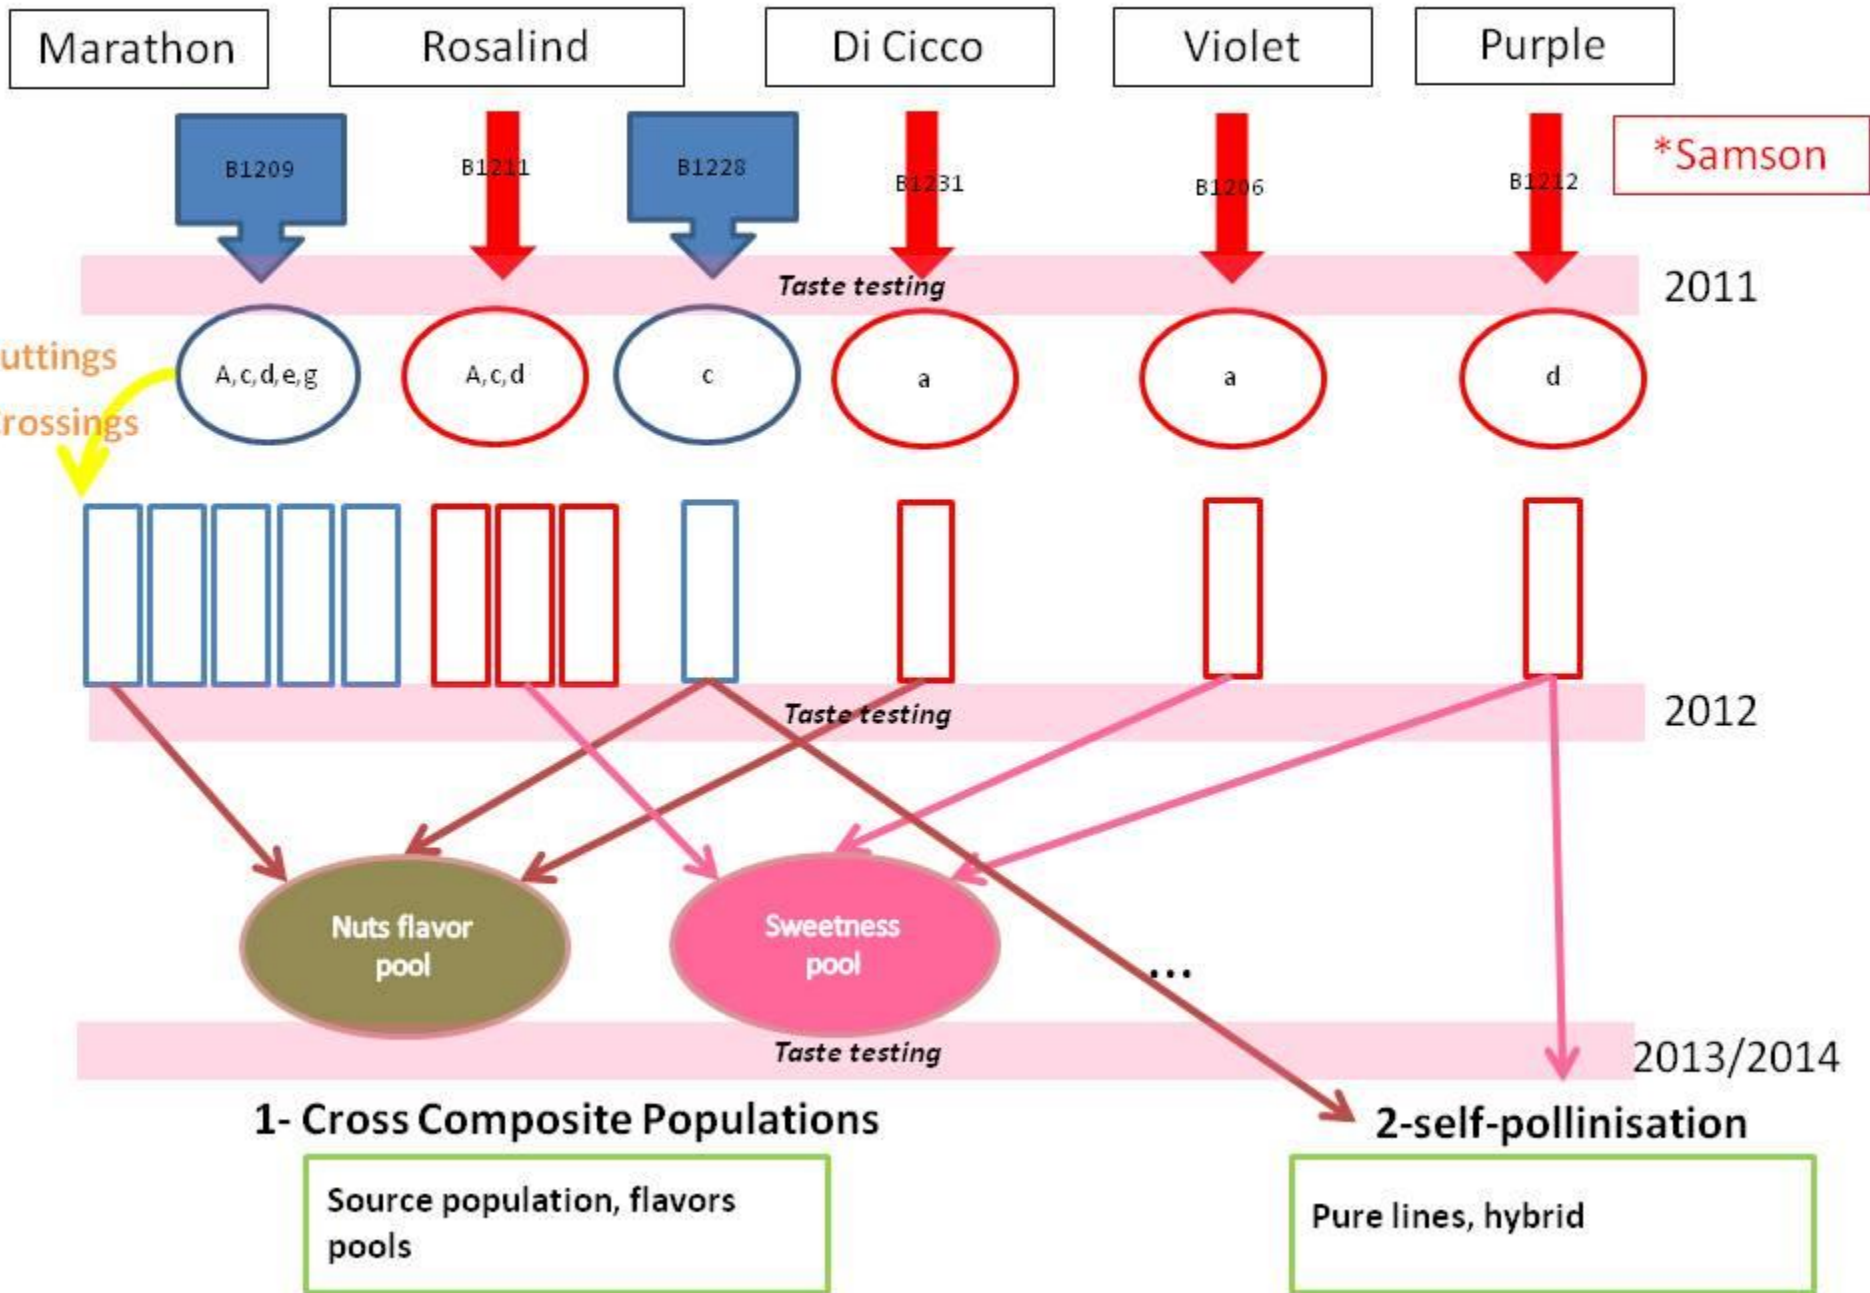 Marathon
Rosalind
Di Cicco
Violet
Purple
B1209
B1211
B1228
B1231
B1206
B1212
*Samson
Taste testing
2011
uttings
rossings
A,c,d,e,g
A,c,d
c
a
a
d
Taste testing
2012
Nuts flavor
pool
Sweetness
pool
...
Taste testing
2013/2014
1- Cross Composite Populations
2-self-pollinisation
Source population, flavors
pools
Pure lines, hybrid